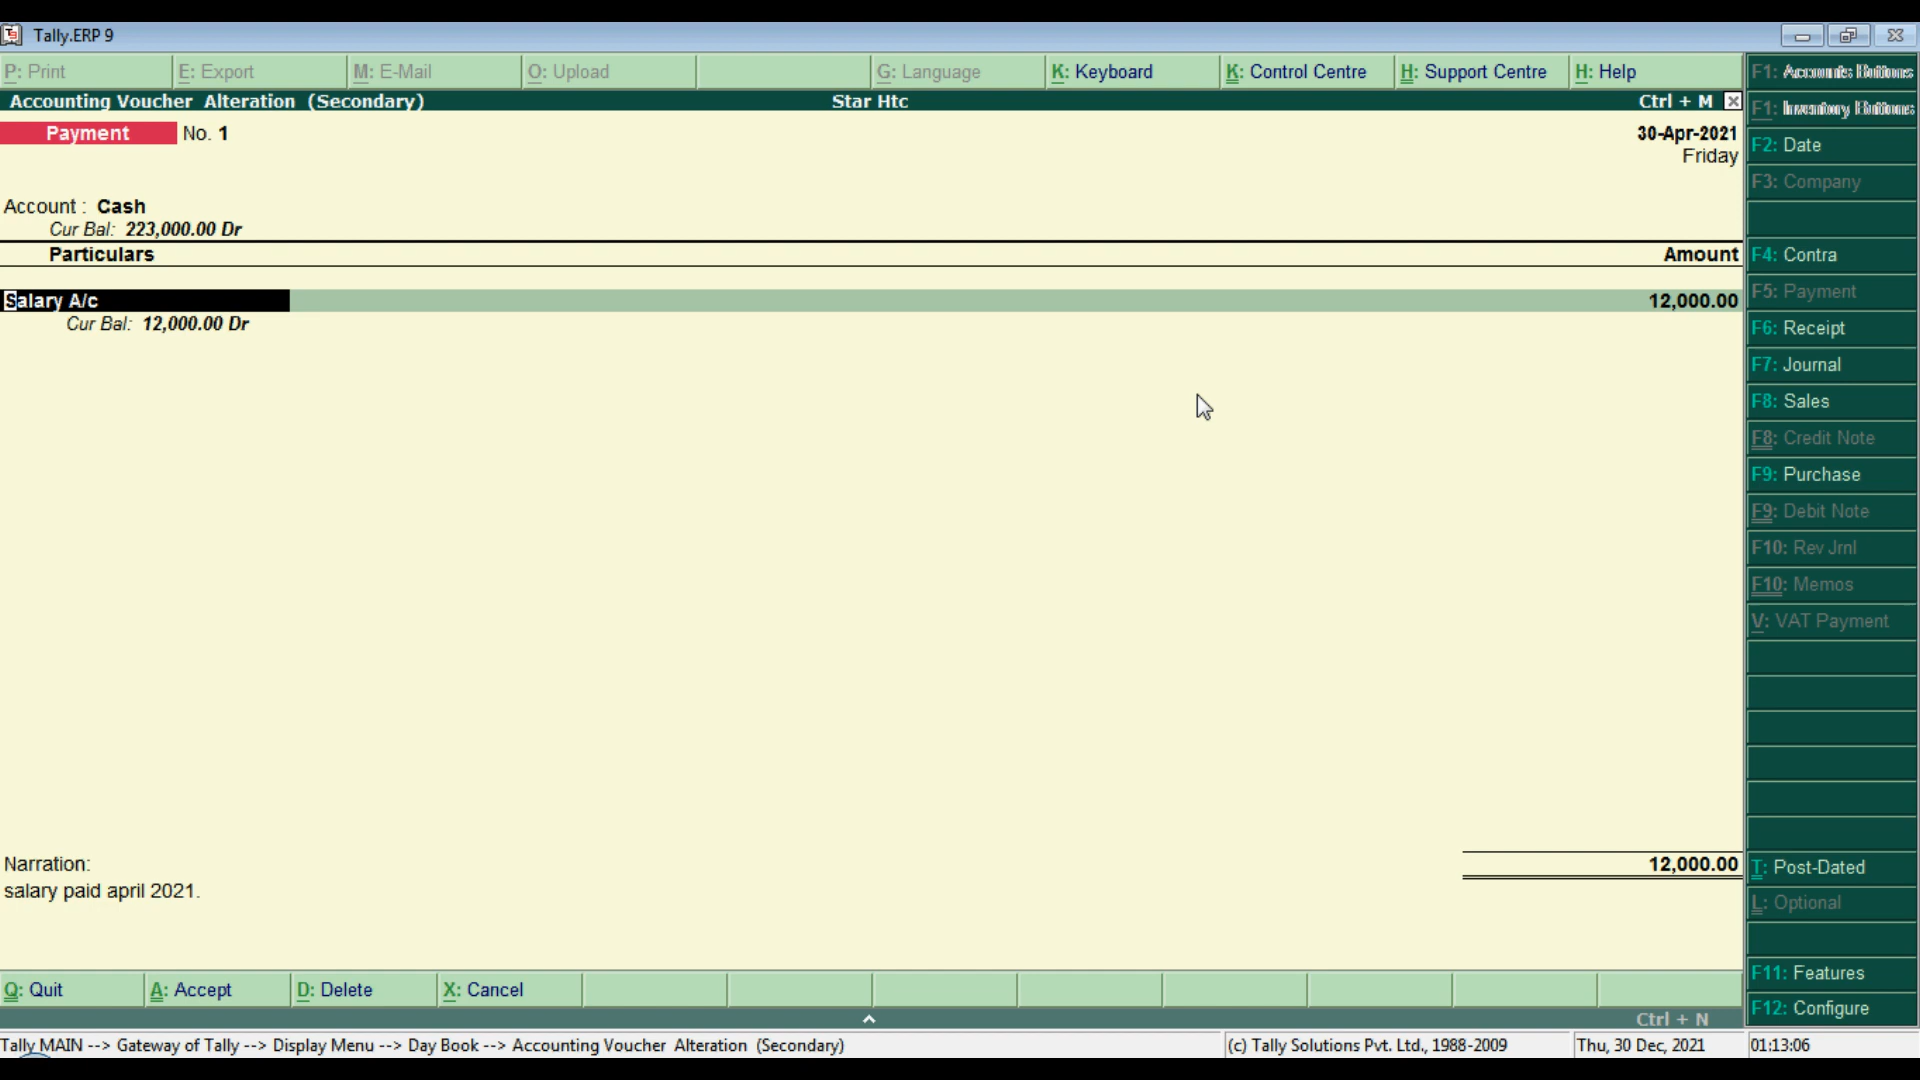 Tally.ERP 9
P: Print E: Export M: E-Mail O: Upload G: Language K: Keyboard K: Control Centre H: Support Centre H: Help
F1: Accounts Buttons
Accounting Voucher Alteration (Secondary) Star Htc Ctrl + M
F1: Inventory Buttons
Payment No. 1 30-Apr-2021
Friday
F2: Date
F3: Company
Account : Cash
Cur Bal: 223,000.00 Dr
Particulars Amount
F4: Contra
Salary A/c 12,000.00
Cur Bal: 12,000.00 Dr
F5: Payment
F6: Receipt
F7: Journal
F8: Sales
F8: Credit Note
F9: Purchase
F9: Debit Note
F10: Rev Jrnl
F10: Memos
V: VAT Payment
Narration: 12,000.00
salary paid april 2021.
T: Post-Dated
L: Optional
F11: Features
F12: Configure
Q: Quit A: Accept D: Delete X: Cancel
Ctrl + N
Tally MAIN --> Gateway of Tally --> Display Menu --> Day Book --> Accounting Voucher Alteration (Secondary) (c) Tally Solutions Pvt. Ltd., 1988-2009 Thu, 30 Dec, 2021 01:13:06